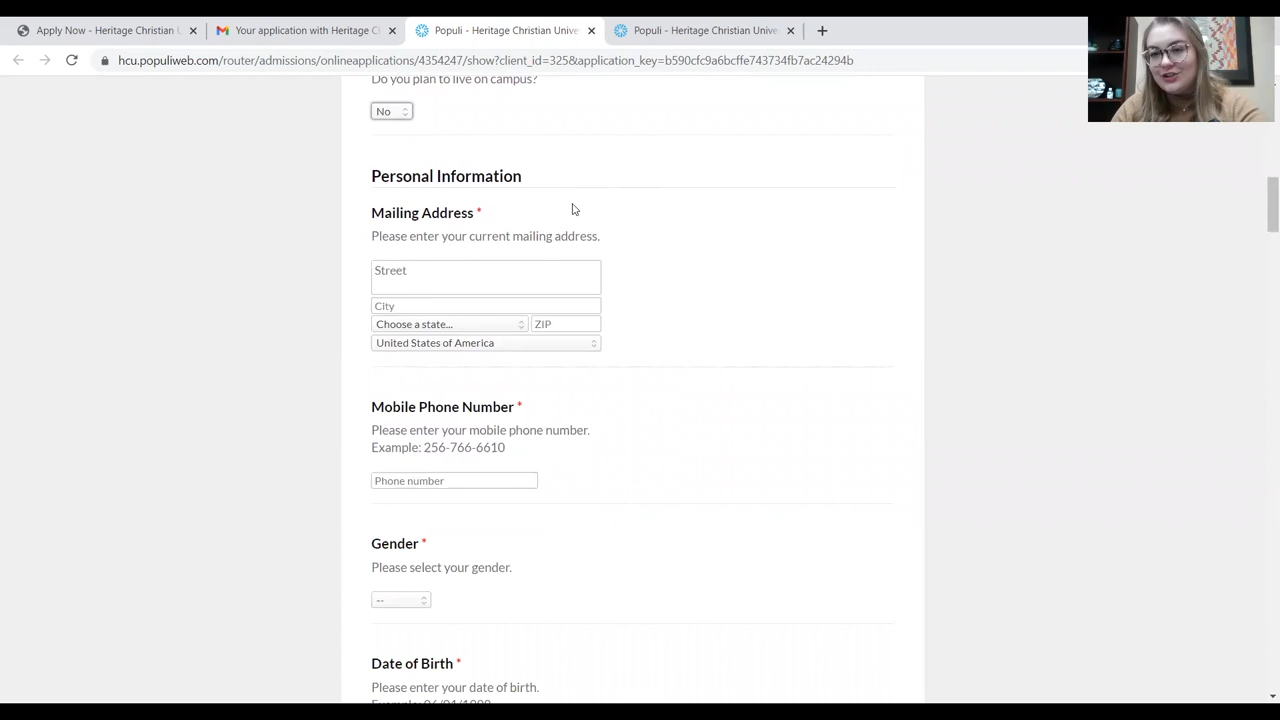 Apply Now - Heritage Christian U
Your application with Heritage C
Populi - Heritage Christian Unive
Populi - Heritage Christian Unive
hcu.populiweb.com/router/admissions/onlineapplications/4354247/show?client_id=325&application_key=b590cfc9a6bcffe743734fb7ac24294b
Do you plan to live on campus?
No
Personal Information
Mailing Address *
Please enter your current mailing address.
Street
City
Choose a state... ZIP
United States of America
Mobile Phone Number *
Please enter your mobile phone number.
Example: 256-766-6610
Phone number
Gender *
Please select your gender.
--
Date of Birth *
Please enter your date of birth.